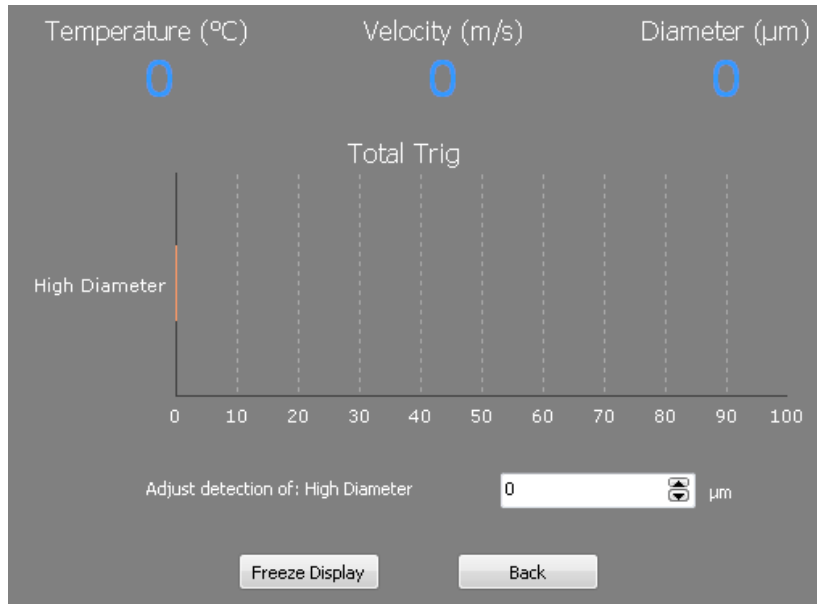 Temperature (ºC) Velocity (m/s) Diameter (µm)
0 0 0
Total Trig
High Diameter
0 10 20 30 40 50 60 70 80 90 100
Adjust detection of: High Diameter 0 µm
Freeze Display Back